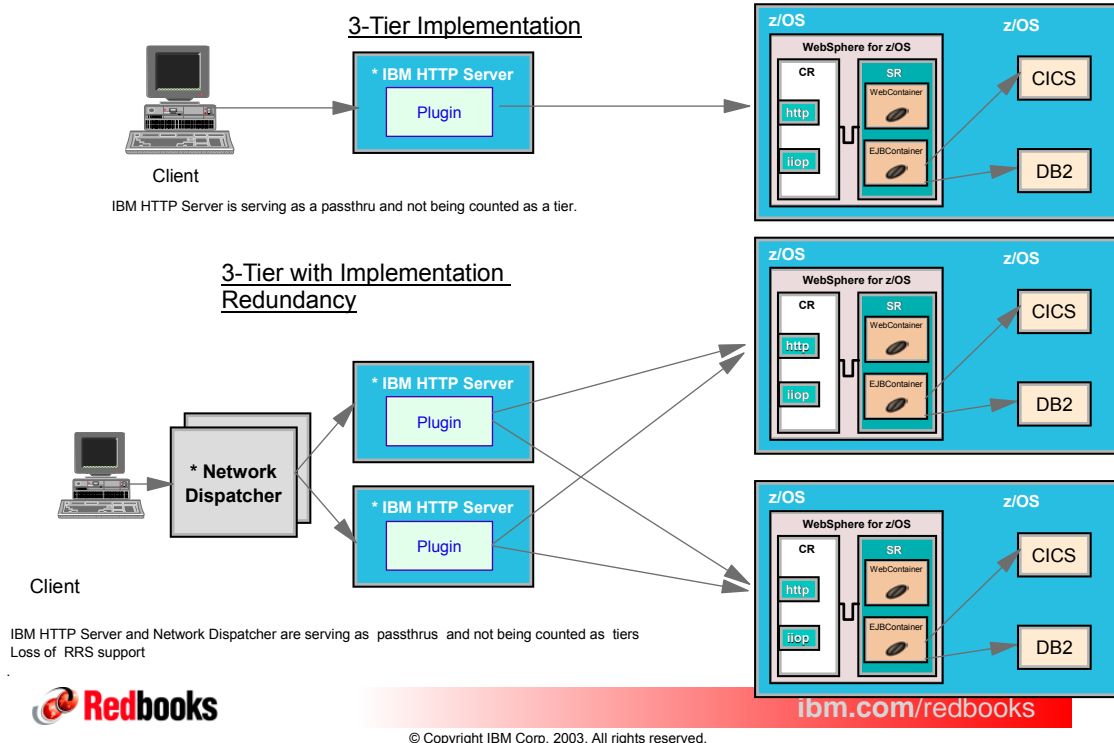 3-Tier Implementation
* IBM HTTP Server
Plugin
Client
IBM HTTP Server is serving as a passthru and not being counted as a tier.
z/OS
z/OS
WebSphere for z/OS
CR
SR
WebContainer
http
EJBContainer
iiop
CICS
DB2
3-Tier with Implementation
Redundancy
* Network
Dispatcher
* IBM HTTP Server
Plugin
* IBM HTTP Server
Plugin
Client
z/OS
z/OS
WebSphere for z/OS
CR
SR
WebContainer
http
EJBContainer
iiop
CICS
DB2
z/OS
z/OS
WebSphere for z/OS
CR
SR
WebContainer
http
EJBContainer
iiop
CICS
DB2
IBM HTTP Server and Network Dispatcher are serving as passthrus and not being counted as tiers
Loss of RRS support
.
Redbooks
ibm.com/redbooks
© Copyright IBM Corp. 2003. All rights reserved.